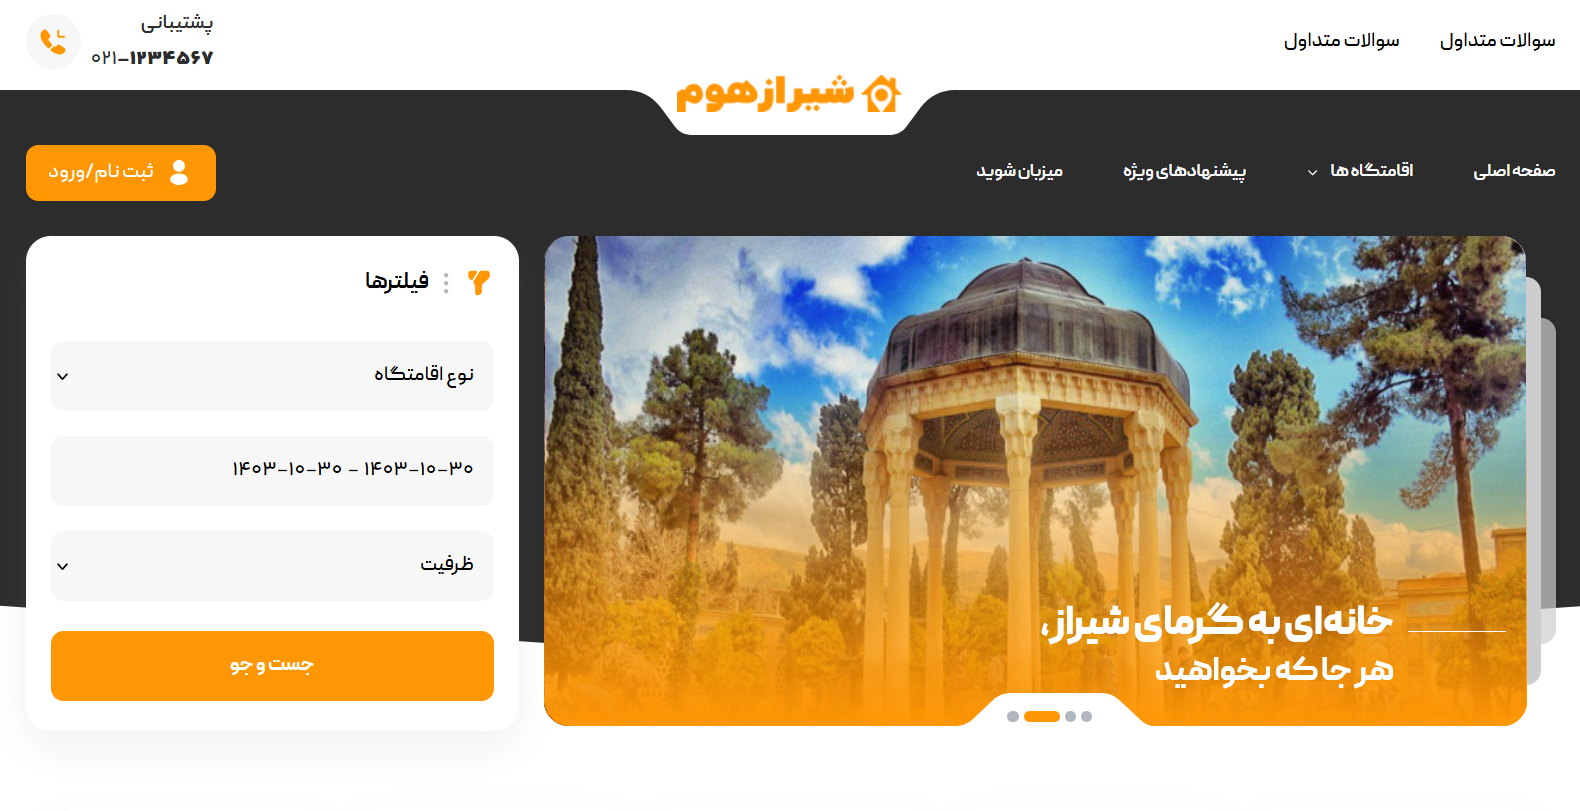 سوالات متداول
سوالات متداول
پشتیبانی
۰۲۱-۱۲۳۴۵۶۷
شیرازهوم
صفحه اصلی
اقامتگاه ها
پیشنهادهای ویژه
میزبان شوید
ثبت نام/ورود
خانه‌ای به گرمای شیراز،
هر جا که بخواهید
فیلترها
نوع اقامتگاه
۱۴۰۳-۱۰-۳۰ - ۱۴۰۳-۱۰-۳۰
ظرفیت
جست و جو